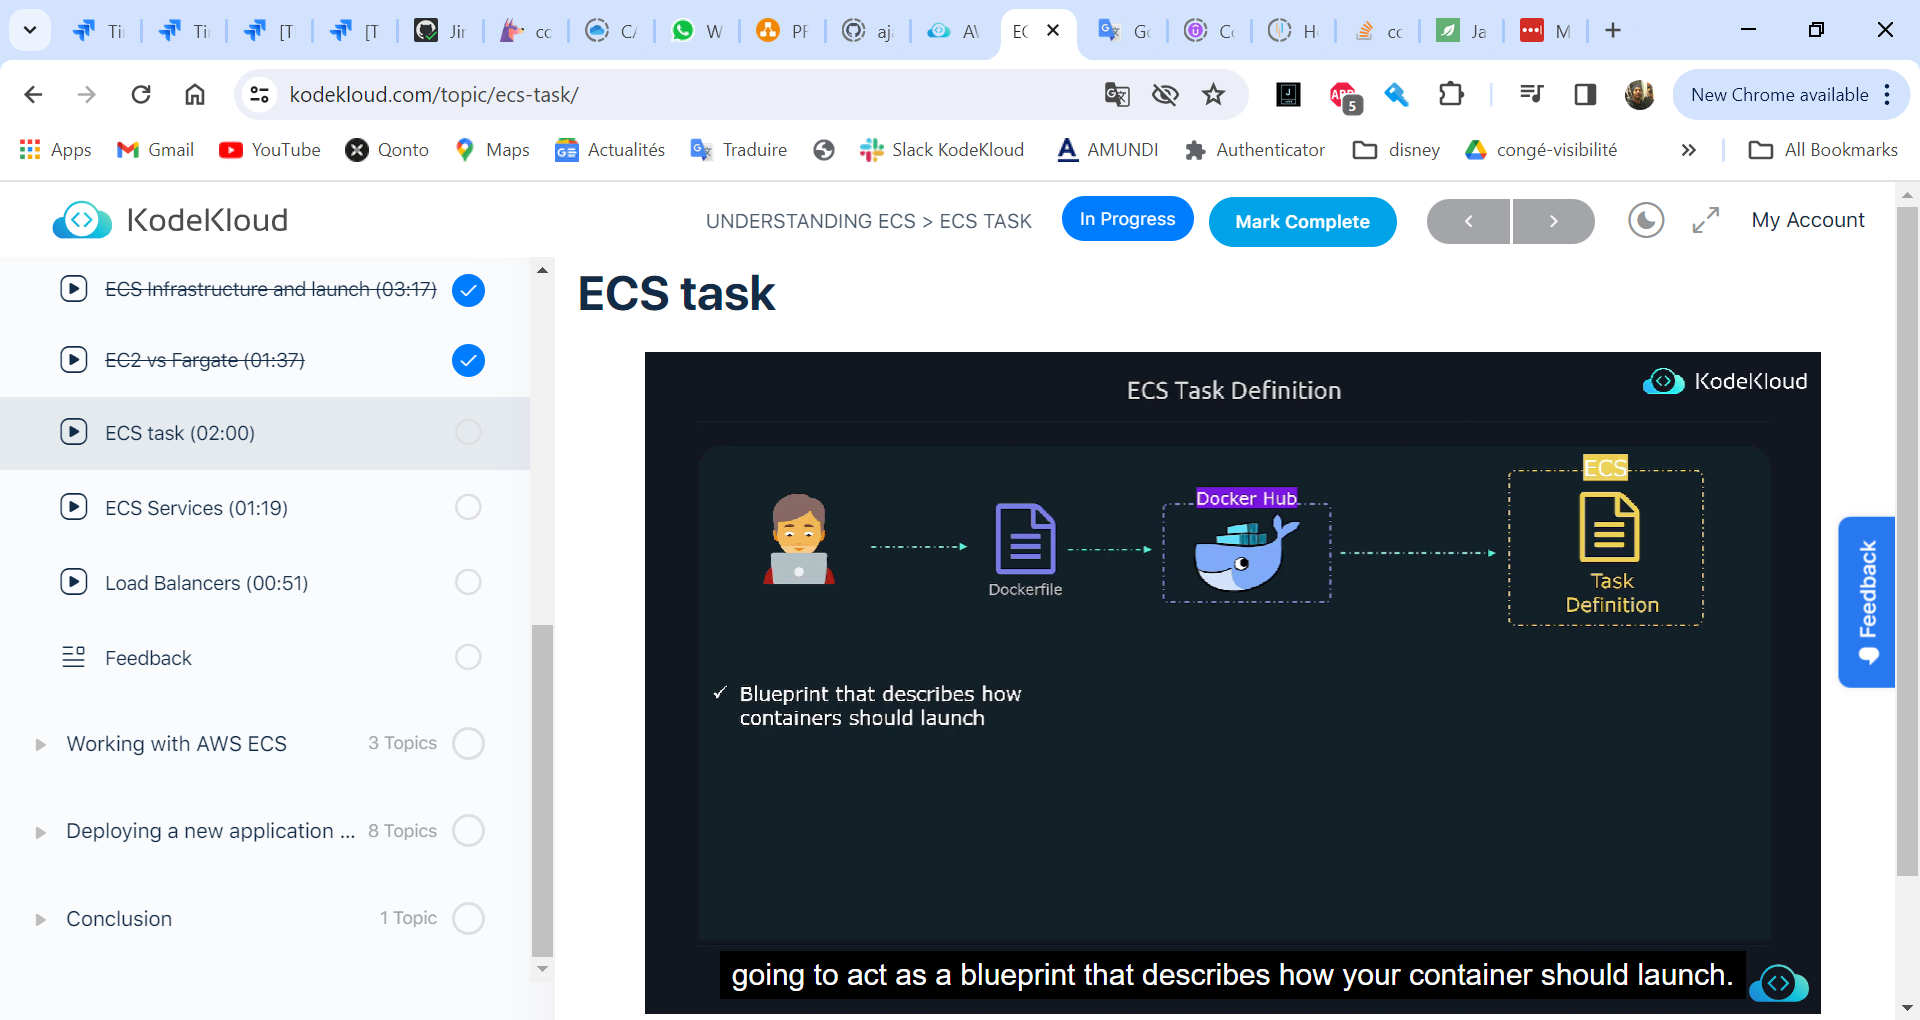 Ti
Ti
[T
[T
Jir
cc
C/
W
PF
aj
A\
EC
G
C
H
cc
Ja
M
kodekloud.com/topic/ecs-task/
5
New Chrome available
Apps
Gmail
YouTube
Qonto
Maps
Actualités
Traduire
Slack KodeKloud
AMUNDI
Authenticator
disney
congé-visibilité
»
All Bookmarks
KodeKloud
UNDERSTANDING ECS > ECS TASK
In Progress
Mark Complete
<
>
My Account
ECS Infrastructure and launch (03:17)
EC2 vs Fargate (01:37)
ECS task (02:00)
ECS Services (01:19)
Load Balancers (00:51)
Feedback
Working with AWS ECS
3 Topics
Deploying a new application ...
8 Topics
Conclusion
1 Topic
ECS task
ECS Task Definition
KodeKloud
Dockerfile
Docker Hub
ECS
Task
Definition
✓ Blueprint that describes how
containers should launch
going to act as a blueprint that describes how your container should launch.
Feedback